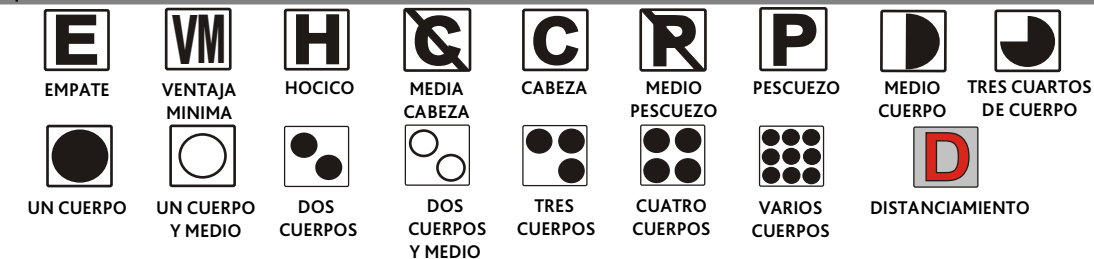 E VM H C C R P
EMPATE VENTAJA HOCICO MEDIA CABEZA MEDIO PESCUEZO MEDIO TRES CUARTOS
MINIMA CABEZA PESCUEZO CUERPO DE CUERPO
D
UN CUERPO UN CUERPO DOS DOS TRES CUATRO VARIOS DISTANCIAMIENTO
Y MEDIO CUERPOS CUERPOS CUERPOS CUERPOS CUERPOS
Y MEDIO